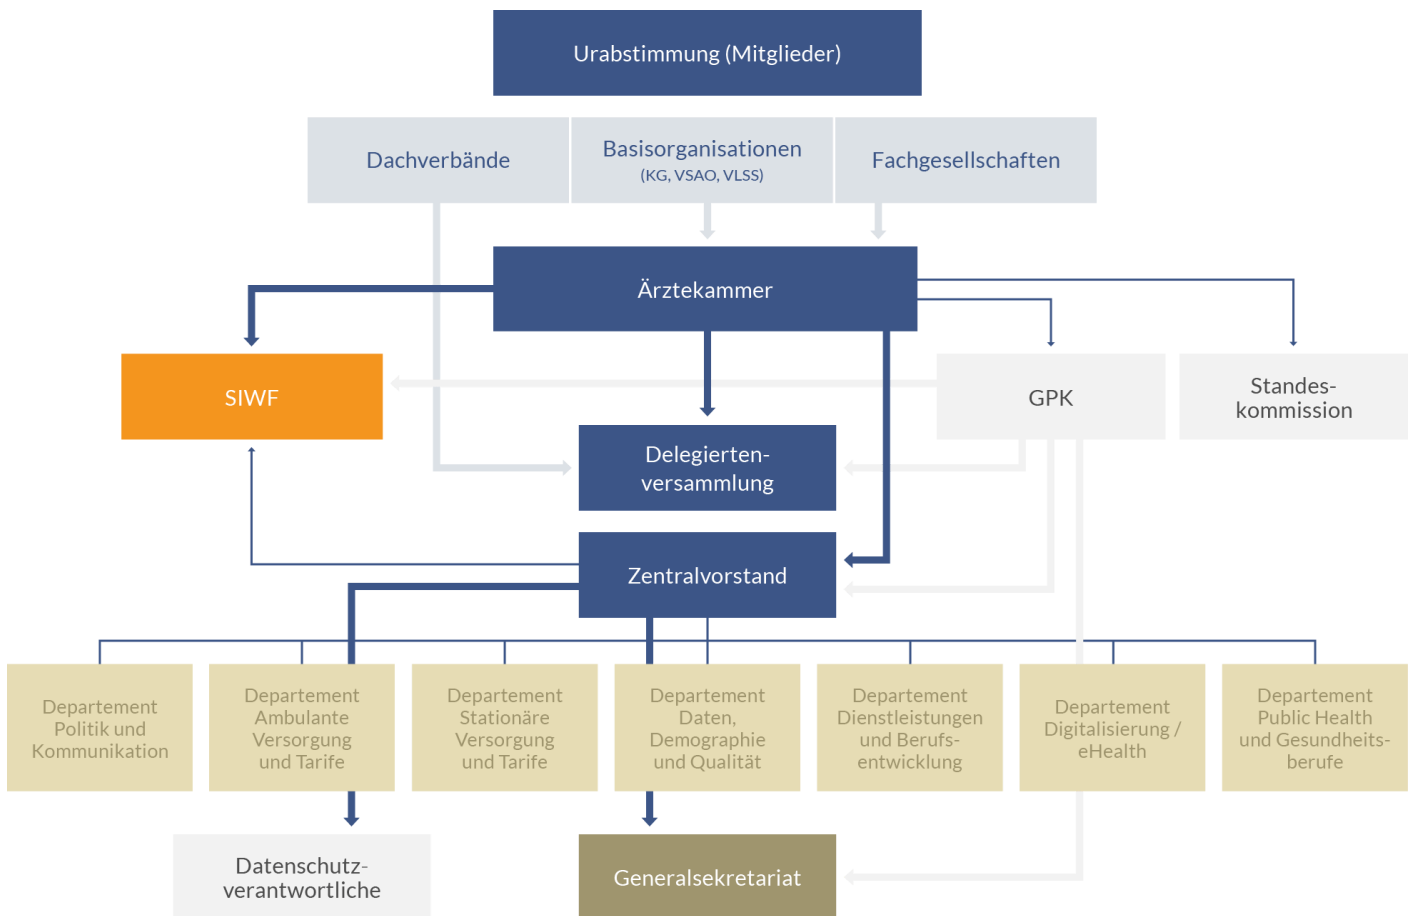 Urabstimmung (Mitglieder)
Dachverbände
Basisorganisationen
(KG, VSAO, VLSS)
Fachgesellschaften
Ärztekammer
SIWF
GPK
Standes-
kommission
Delegierten-
versammlung
Zentralvorstand
Departement
Politik und
Kommunikation
Departement
Ambulante
Versorgung
und Tarife
Departement
Stationäre
Versorgung
und Tarife
Departement
Daten,
Demographie
und Qualität
Departement
Dienstleistungen
und Berufs-
entwicklung
Departement
Digitalisierung /
eHealth
Departement
Public Health
und Gesundheits-
berufe
Datenschutz-
verantwortliche
Generalsekretariat